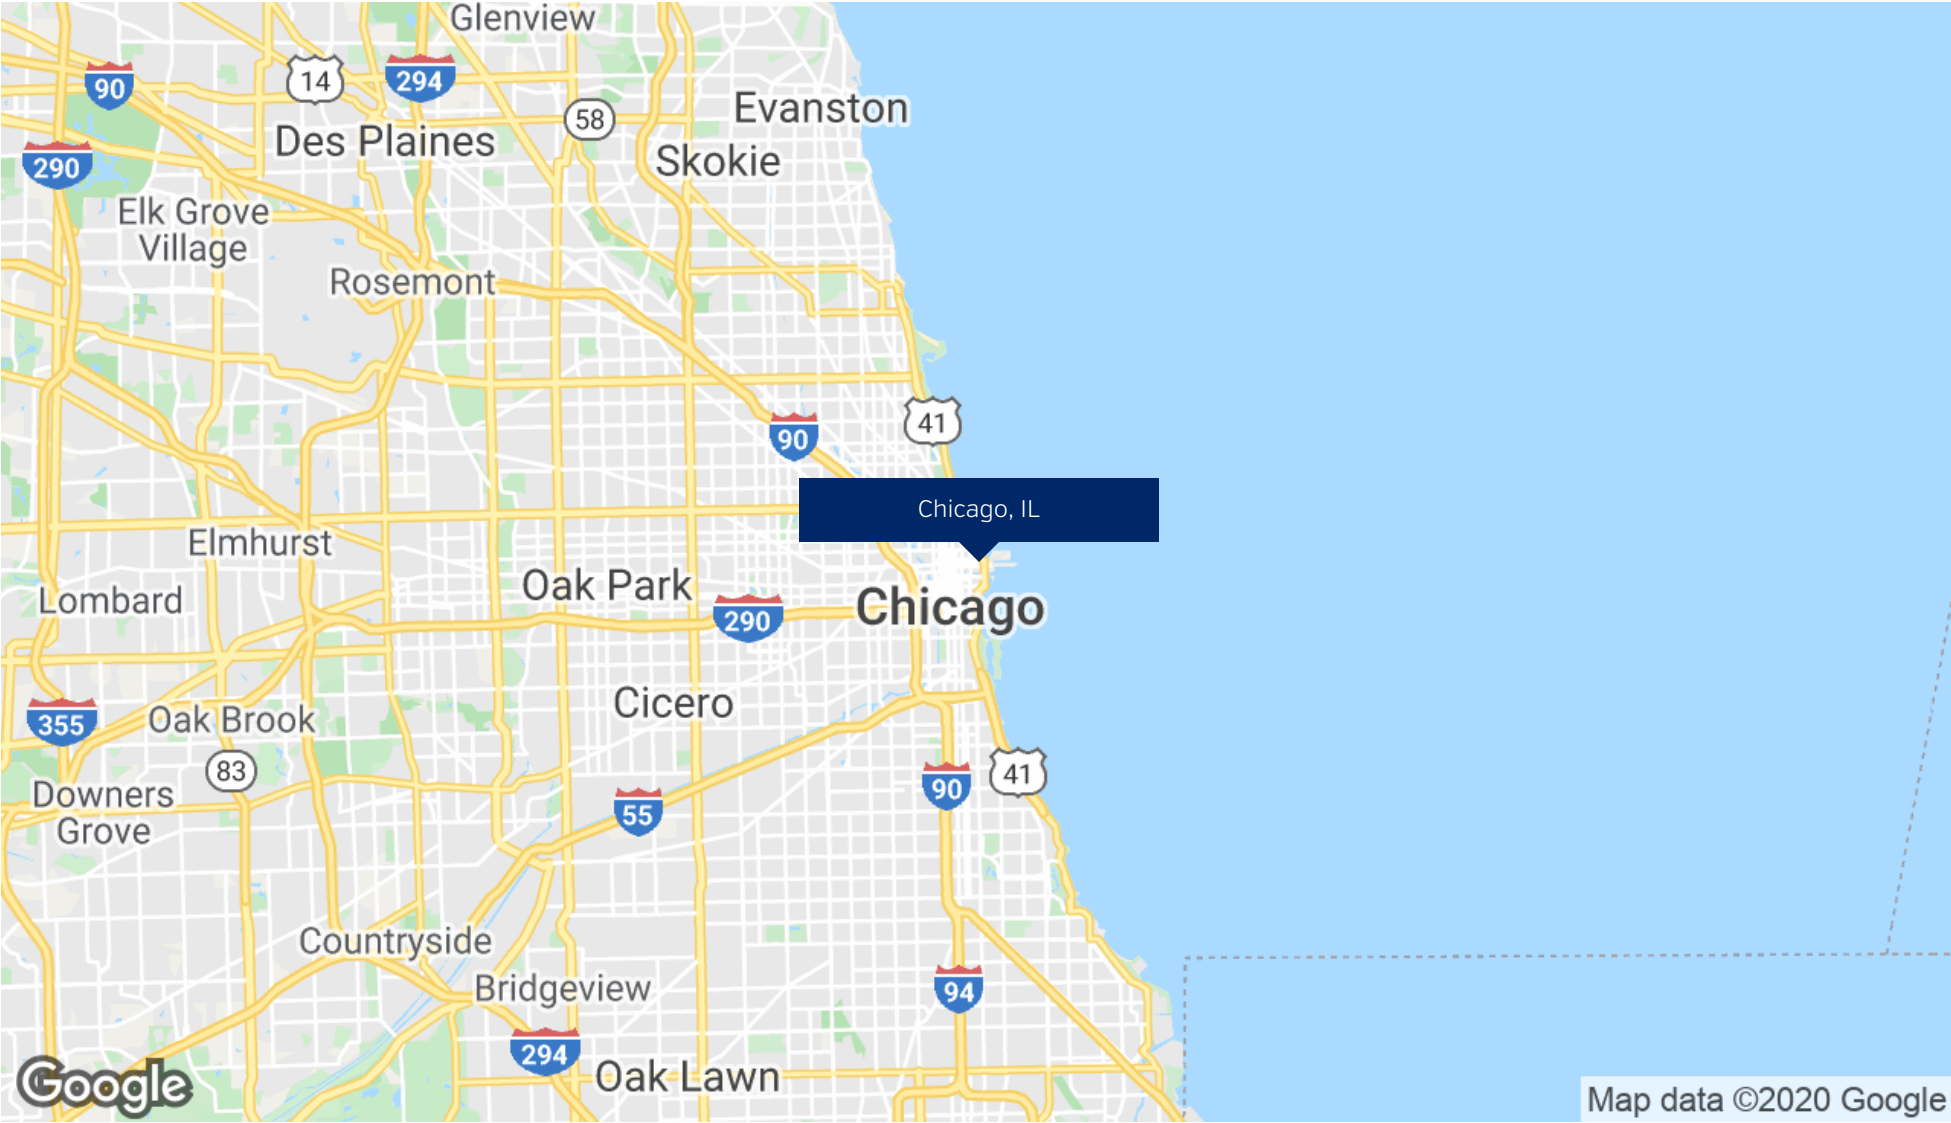 Glenview
90
14
294
58
Evanston
Des Plaines
Skokie
290
Elk Grove
Village
Rosemont
41
90
Chicago, IL
Elmhurst
Oak Park
Lombard
290
Chicago
Cicero
355
Oak Brook
83
41
90
55
Downers
Grove
Countryside
Bridgeview
94
294
Oak Lawn
Google
Map data ©2020 Google